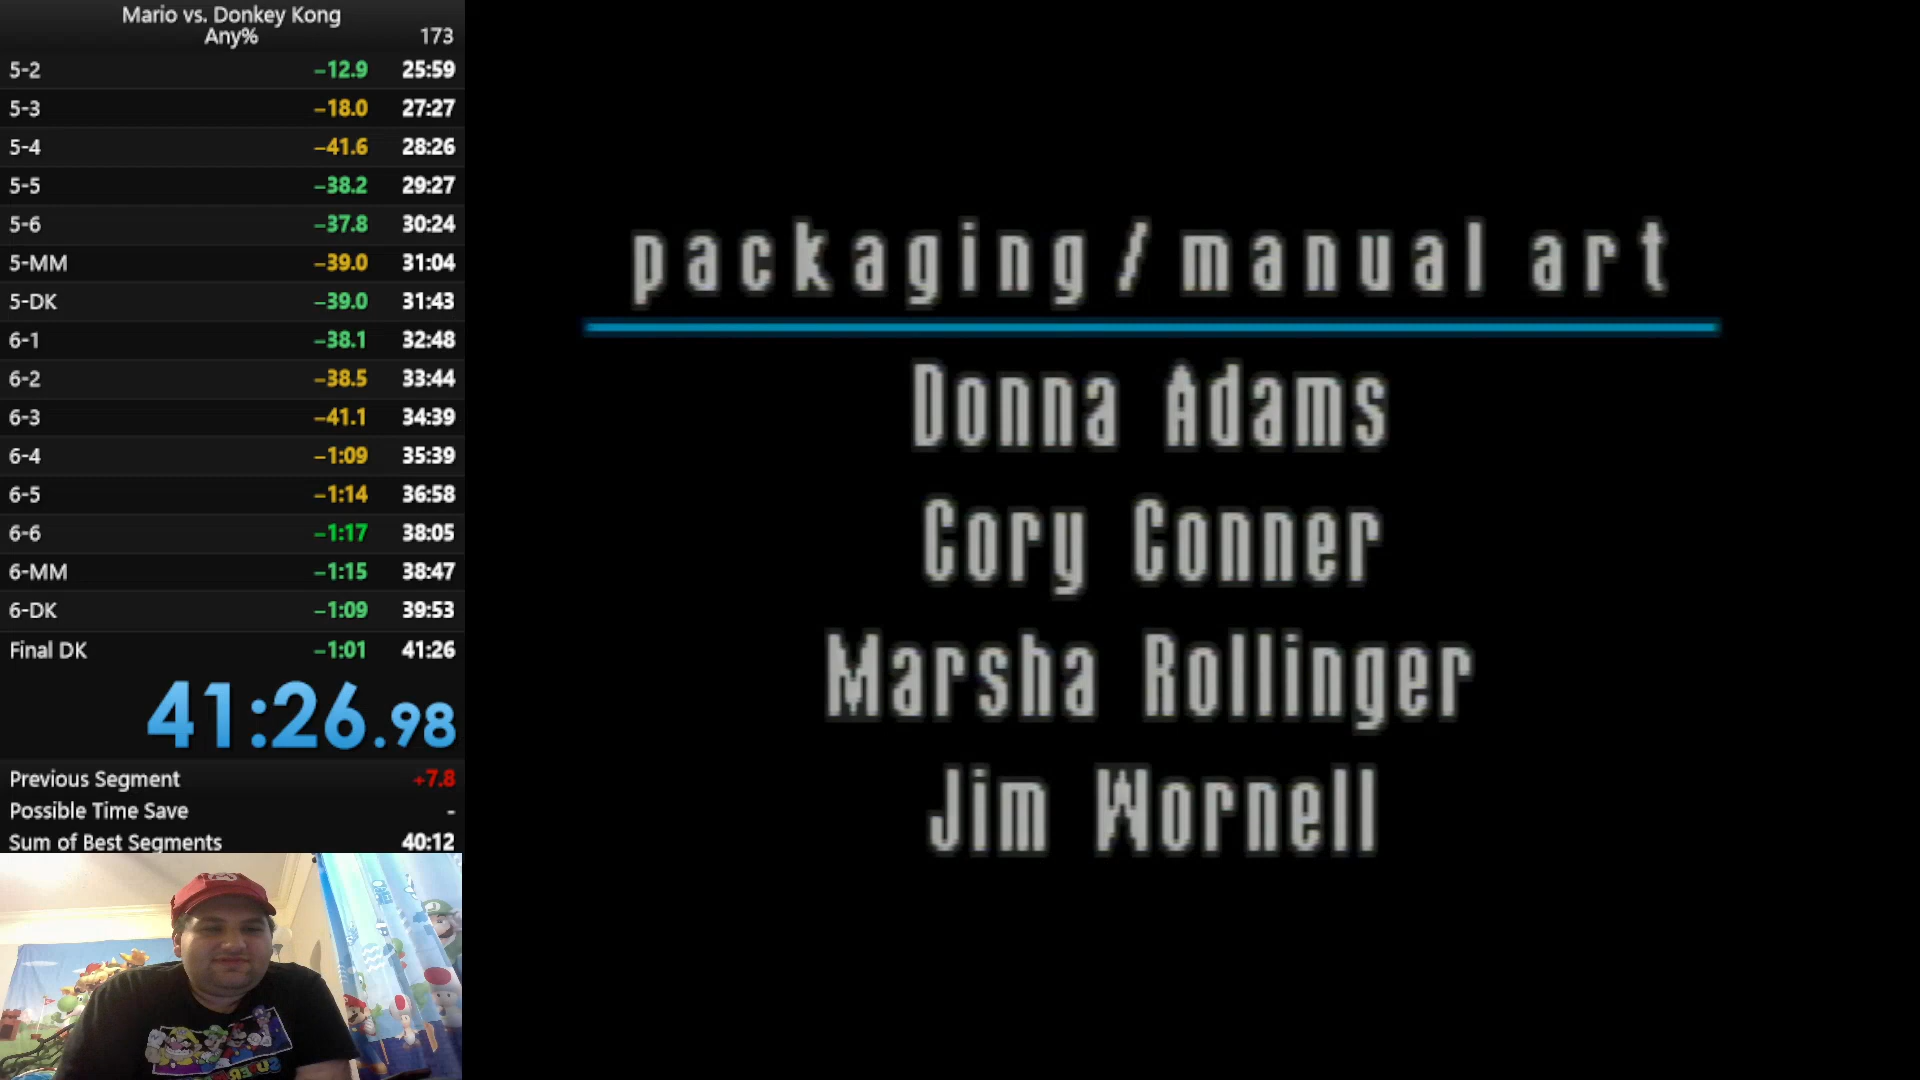 Mario vs. Donkey Kong
Any% 173
5-2 −12.9 25:59
5-3 −18.0 27:27
5-4 −41.6 28:26
5-5 −38.2 29:27
5-6 −37.8 30:24
5-MM −39.0 31:04
5-DK −39.0 31:43
6-1 −38.1 32:48
6-2 −38.5 33:44
6-3 −41.1 34:39
6-4 −1:09 35:39
6-5 −1:14 36:58
6-6 −1:17 38:05
6-MM −1:15 38:47
6-DK −1:09 39:53
Final DK −1:01 41:26
41:26.98
Previous Segment +7.8
Possible Time Save -
Sum of Best Segments 40:12
packaging/manual art
Donna Adams
Cory Conner
Marsha Rollinger
Jim Wornell